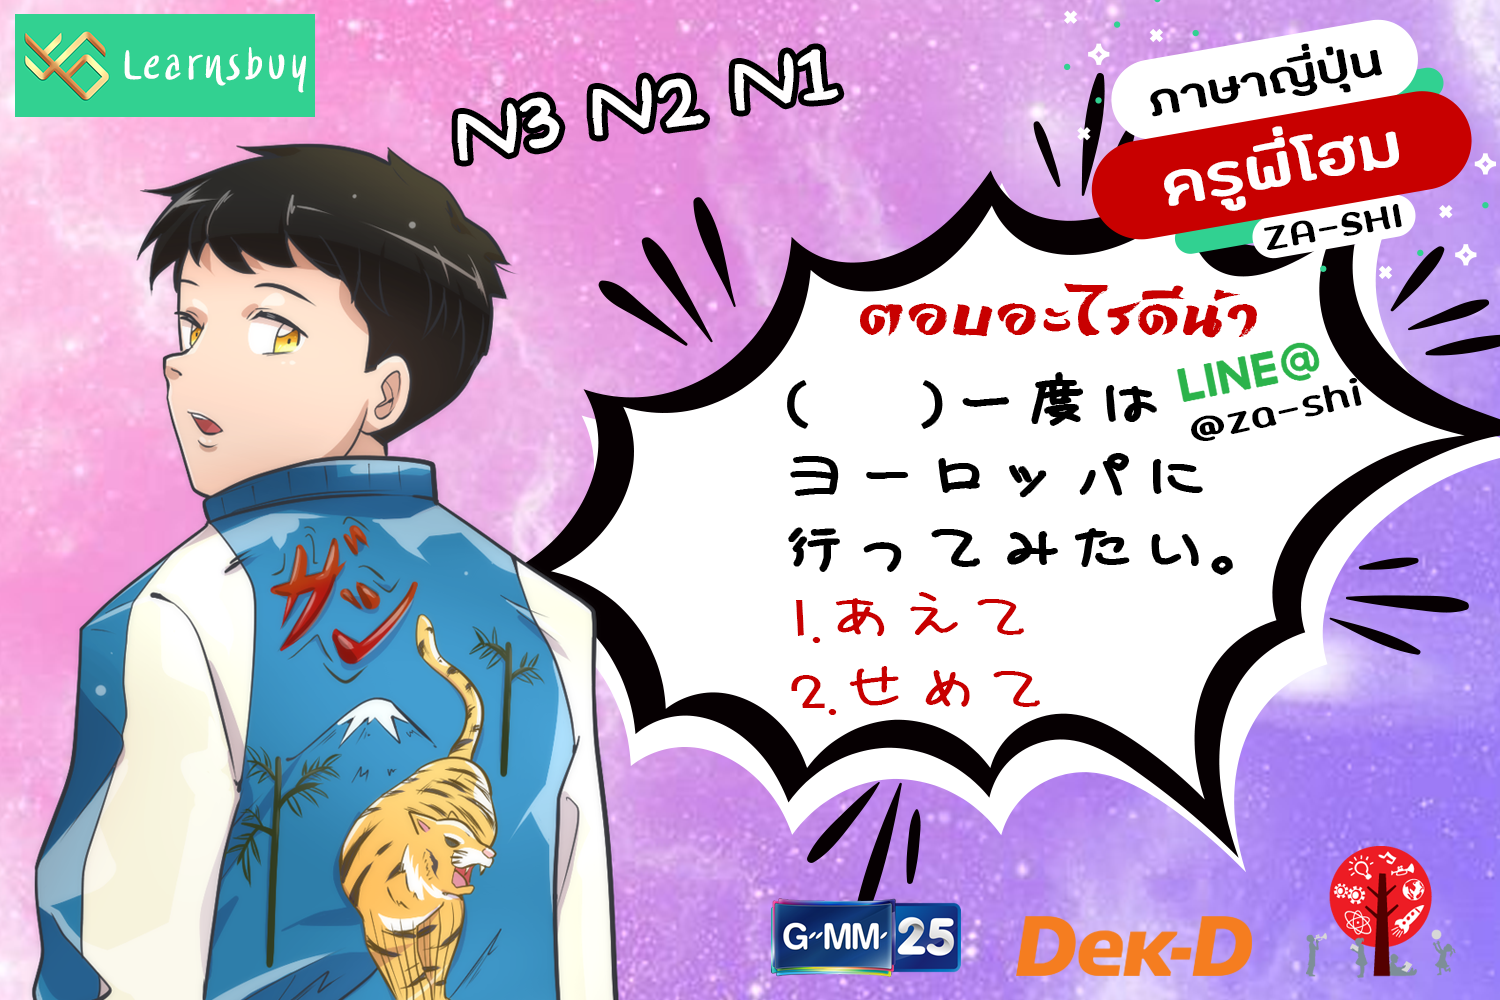 Learnsbuy
N3 N2 N1
ภาษาญี่ปุ่น
ครูพี่โฮม
ZA-SHI
ตอบอะไรดีน้า
(　　)一度は
LINE@
@za-shi
ヨーロッパに
行ってみたい。
1.あえて
2.せめて
ザシ
G-MM'25
Dek-D